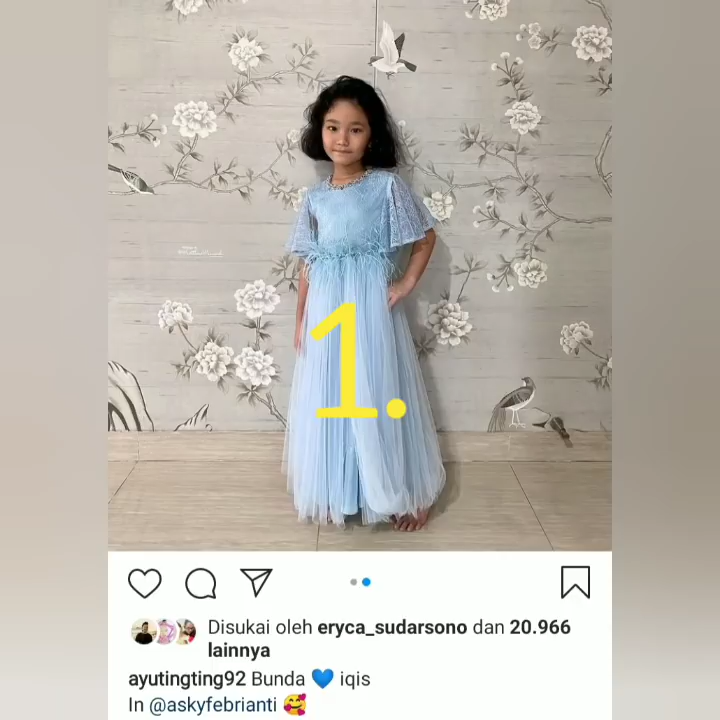 1.
Disukai oleh eryca_sudarsono dan 20.966
lainnya
ayutingting92 Bunda 💙 iqis
In @askyfebrianti 🥰